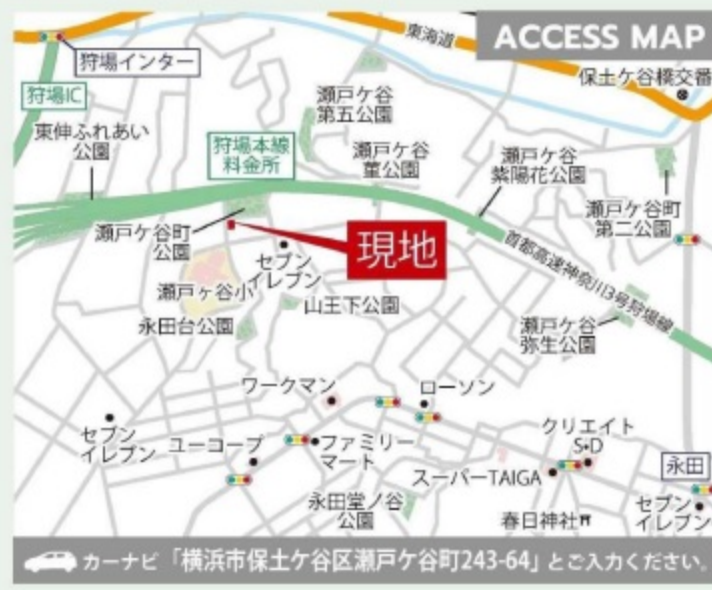 ACCESS MAP
東海道
狩場インター
保土ケ谷橋交番
狩場IC
瀬戸ケ谷
第五公園
東伸ふれあい
公園
狩場本線
料金所
瀬戸ケ谷
菫公園
瀬戸ケ谷
紫陽花公園
瀬戸ケ谷町
第二公園
瀬戸ケ谷町
公園
現地
首都高速神奈川3号狩場線
セブン
イレブン
瀬戸ヶ谷小
山王下公園
永田台公園
瀬戸ケ谷
弥生公園
ワークマン
ローソン
セブン
イレブン
ユーコープ
ファミリー
マート
クリエイト
S・D
スーパーTAIGA
永田
永田堂ノ谷
公園
春日神社
セブン
イレブン
カーナビ「横浜市保土ケ谷区瀬戸ケ谷町243-64」とご入力ください。